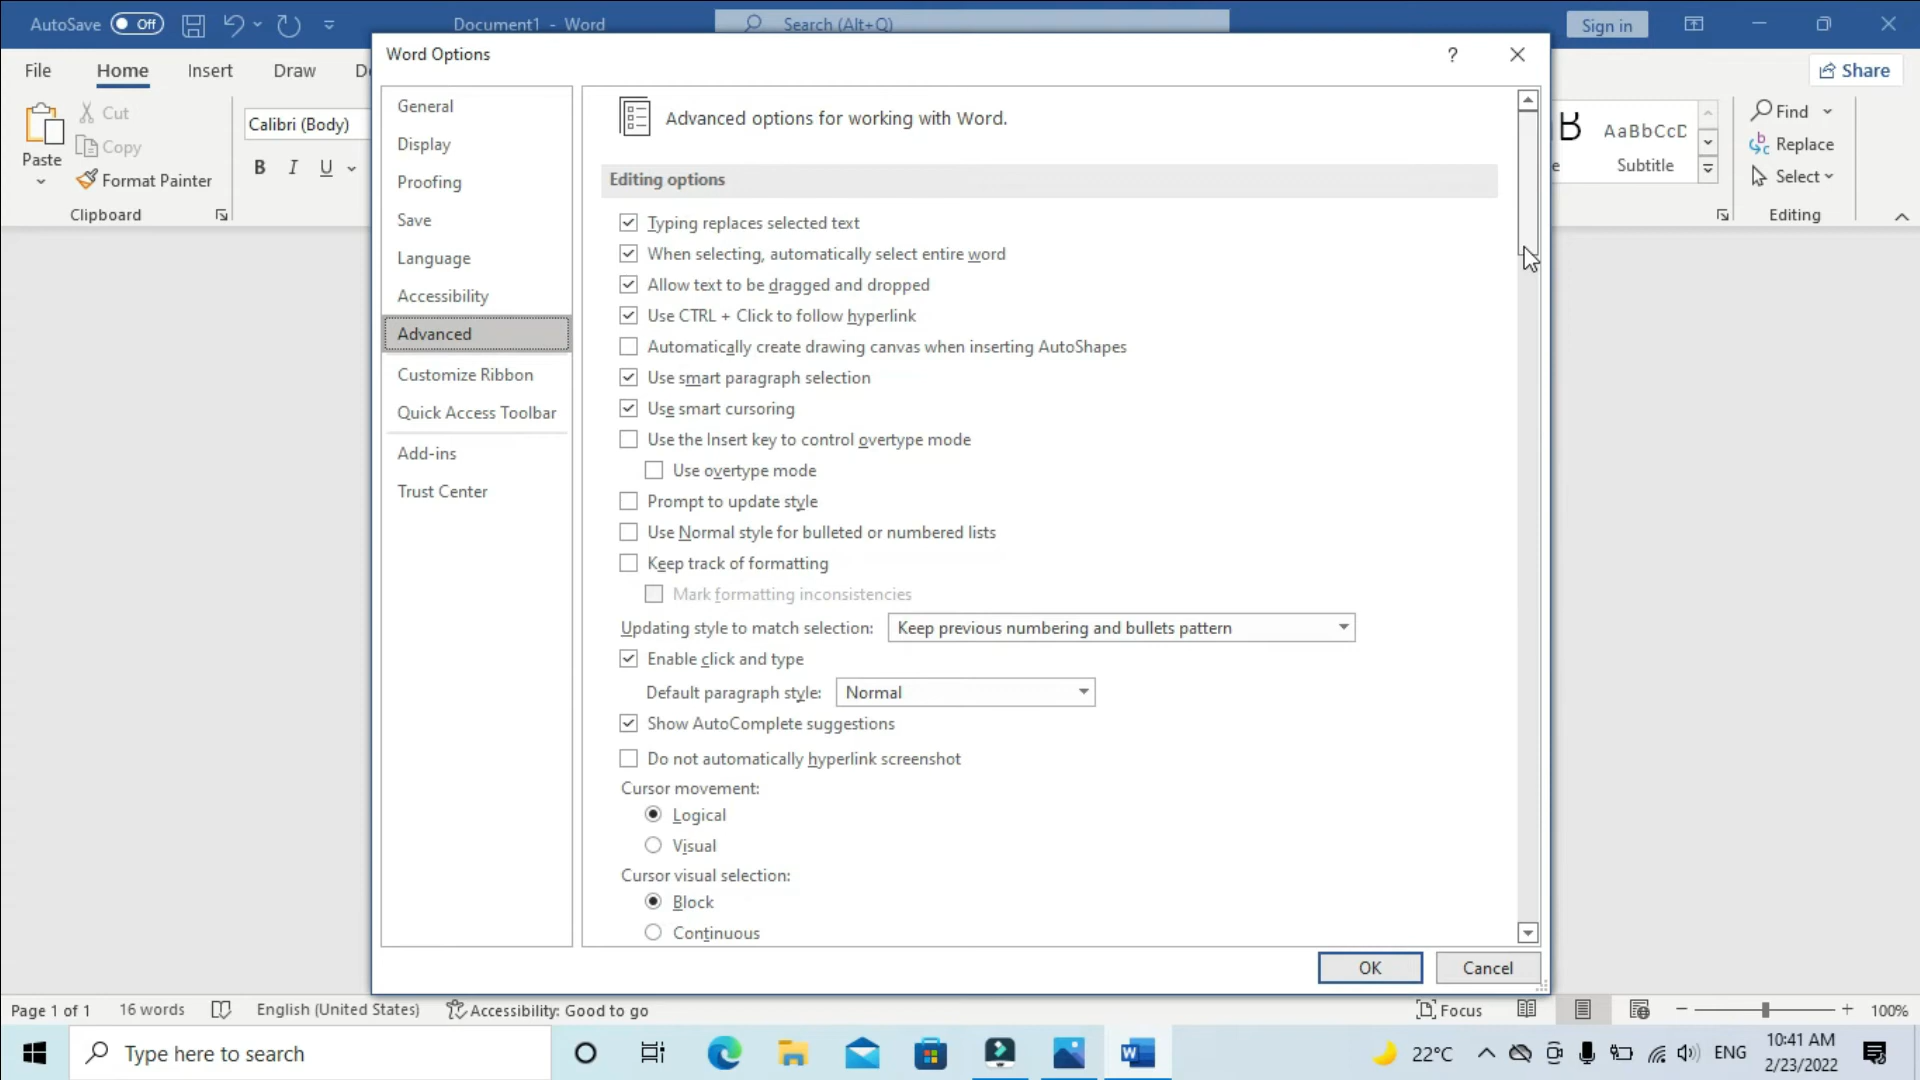 AutoSave Off Document1 - Word Search (Alt+Q) Sign in
Word Options ?
File Home Insert Draw Share
General
Display
Proofing
Save
Language
Accessibility
Advanced
Customize Ribbon
Quick Access Toolbar
Add-ins
Trust Center
Paste
Cut
Copy
Format Painter
Clipboard
Calibri (Body)
B I U
Advanced options for working with Word.
Editing options
Typing replaces selected text
When selecting, automatically select entire word
Allow text to be dragged and dropped
Use CTRL + Click to follow hyperlink
Automatically create drawing canvas when inserting AutoShapes
Use smart paragraph selection
Use smart cursoring
Use the Insert key to control overtype mode
Use overtype mode
Prompt to update style
Use Normal style for bulleted or numbered lists
Keep track of formatting
Mark formatting inconsistencies
Updating style to match selection: Keep previous numbering and bullets pattern
Enable click and type
Default paragraph style: Normal
Show AutoComplete suggestions
Do not automatically hyperlink screenshot
Cursor movement:
Logical
Visual
Cursor visual selection:
Block
Continuous
OK Cancel
AaBbCcD
Subtitle
Find
Replace
Select
Editing
Page 1 of 1 16 words English (United States) Accessibility: Good to go Focus 100%
Type here to search 22°C ENG 10:41 AM
2/23/2022